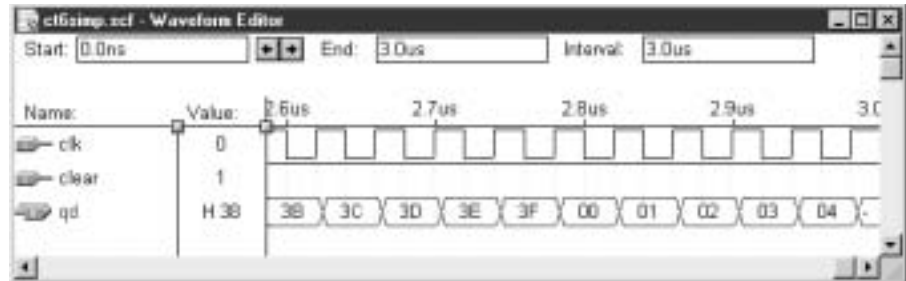 ct6simp.scf - Waveform Editor
Start: 0.0ns End: 3.0us Interval: 3.0us
Name: Value: 2.6us 2.7us 2.8us 2.9us 3.0
clk 0
clear 1
qd H 3B 3B 3C 3D 3E 3F 00 01 02 03 04 -